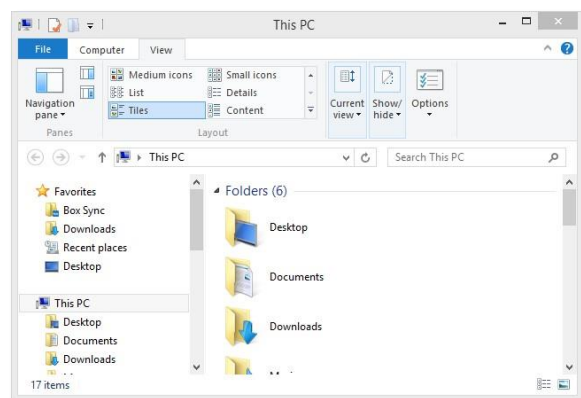 This PC
File Computer View
Medium icons Small icons
List Details
Tiles Content
Navigation pane
Current view
Show/ hide
Options
Panes Layout
This PC
Search This PC
Favorites
Box Sync
Downloads
Recent places
Desktop
This PC
Desktop
Documents
Downloads
Folders (6)
Desktop
Documents
Downloads
17 items